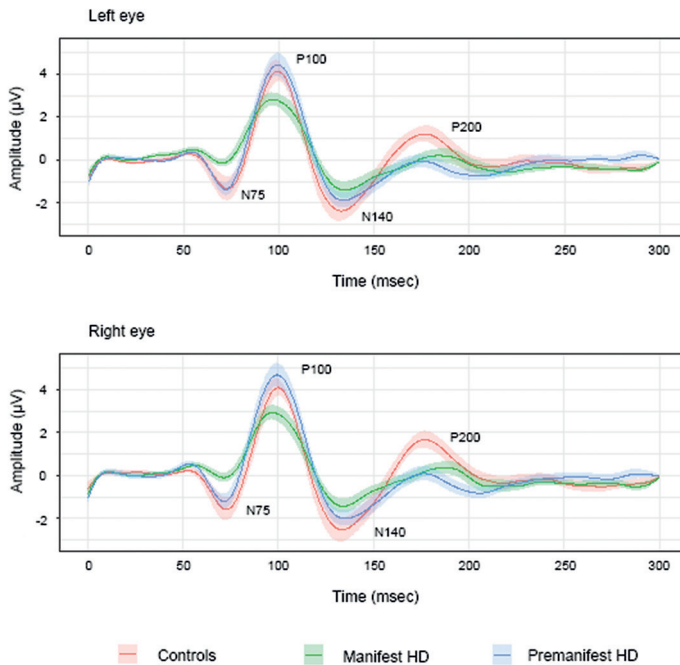 Left eye
Amplitude (µV)
4
2
0
-2
P100
P200
N75
N140
0 50 100 150 200 250 300
Time (msec)
Right eye
Amplitude (µV)
4
2
0
-2
P100
P200
N75
N140
0 50 100 150 200 250 300
Time (msec)
Controls Manifest HD Premanifest HD